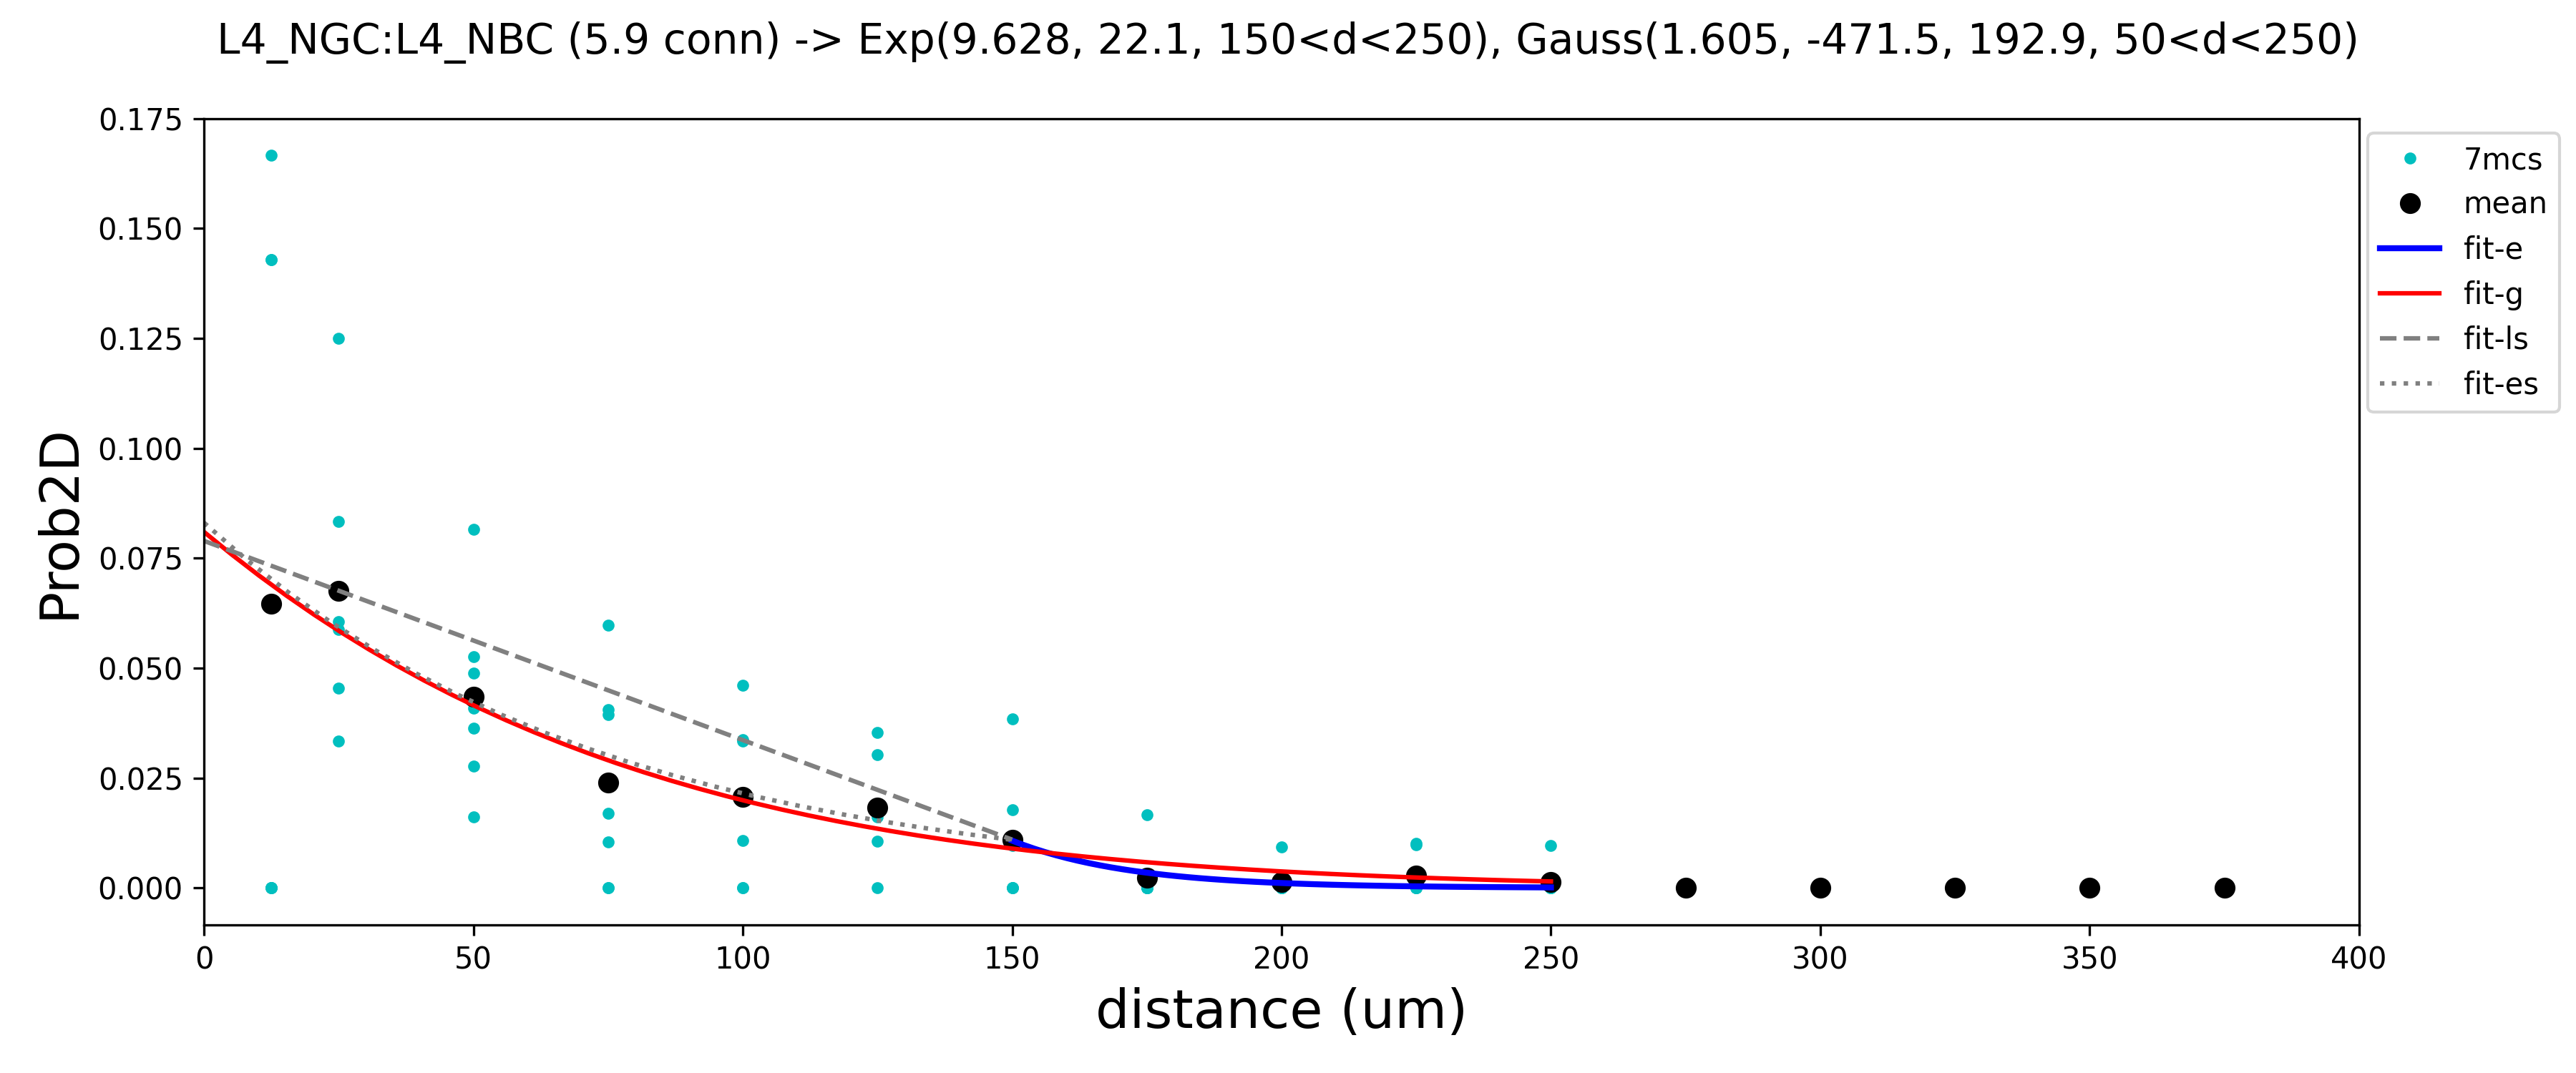 L4_NGC:L4_NBC (5.9 conn) -> Exp(9.628, 22.1, 150<d<250), Gauss(1.605, -471.5, 192.9, 50<d<250)
0.175
0.150
0.125
0.100
0.075
0.050
0.025
0.000
Prob2D
0 50 100 150 200 250 300 350 400
distance (um)
7mcs
mean
fit-e
fit-g
fit-ls
fit-es